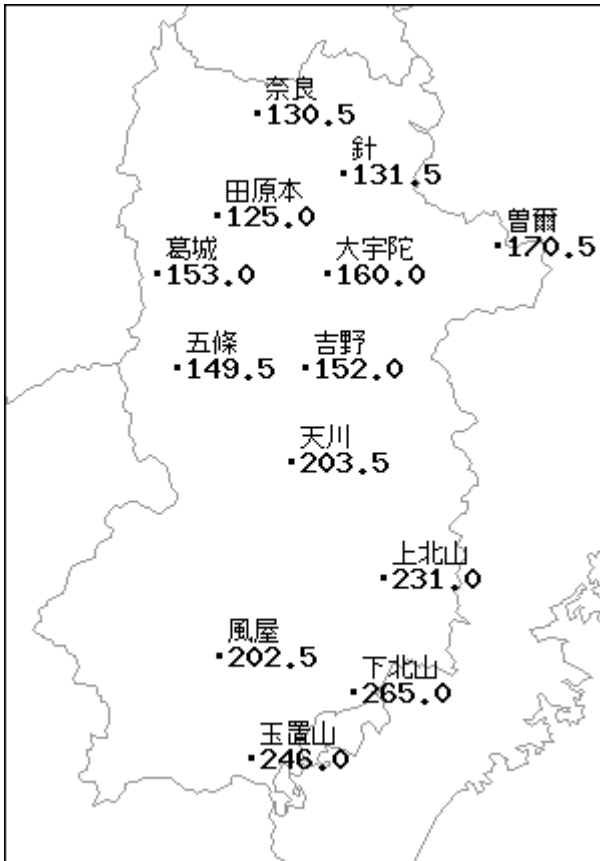 奈良
130.5
針
131.5
田原本
125.0
曽爾
170.5
葛城
153.0
大宇陀
160.0
五條
149.5
吉野
152.0
天川
203.5
上北山
231.0
風屋
202.5
下北山
265.0
玉置山
246.0